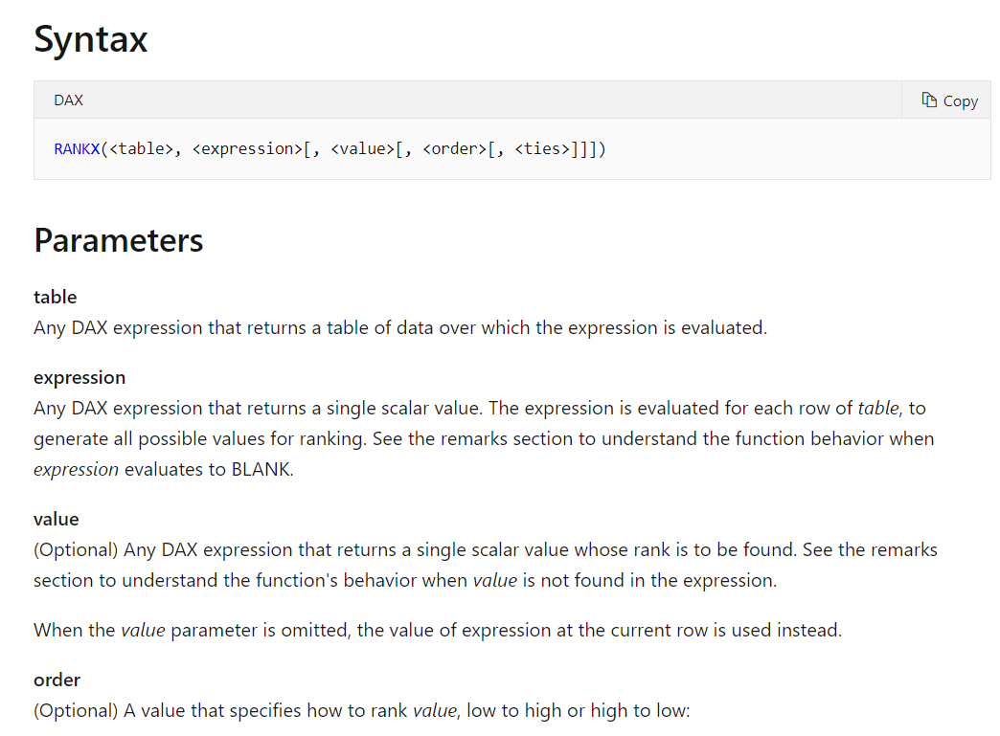 Syntax
DAX
Copy
RANKX(<table>, <expression>[, <value>[, <order>[, <ties>]]])
Parameters
table
Any DAX expression that returns a table of data over which the expression is evaluated.
expression
Any DAX expression that returns a single scalar value. The expression is evaluated for each row of table, to
generate all possible values for ranking. See the remarks section to understand the function behavior when
expression evaluates to BLANK.
value
(Optional) Any DAX expression that returns a single scalar value whose rank is to be found. See the remarks
section to understand the function's behavior when value is not found in the expression.
When the value parameter is omitted, the value of expression at the current row is used instead.
order
(Optional) A value that specifies how to rank value, low to high or high to low: